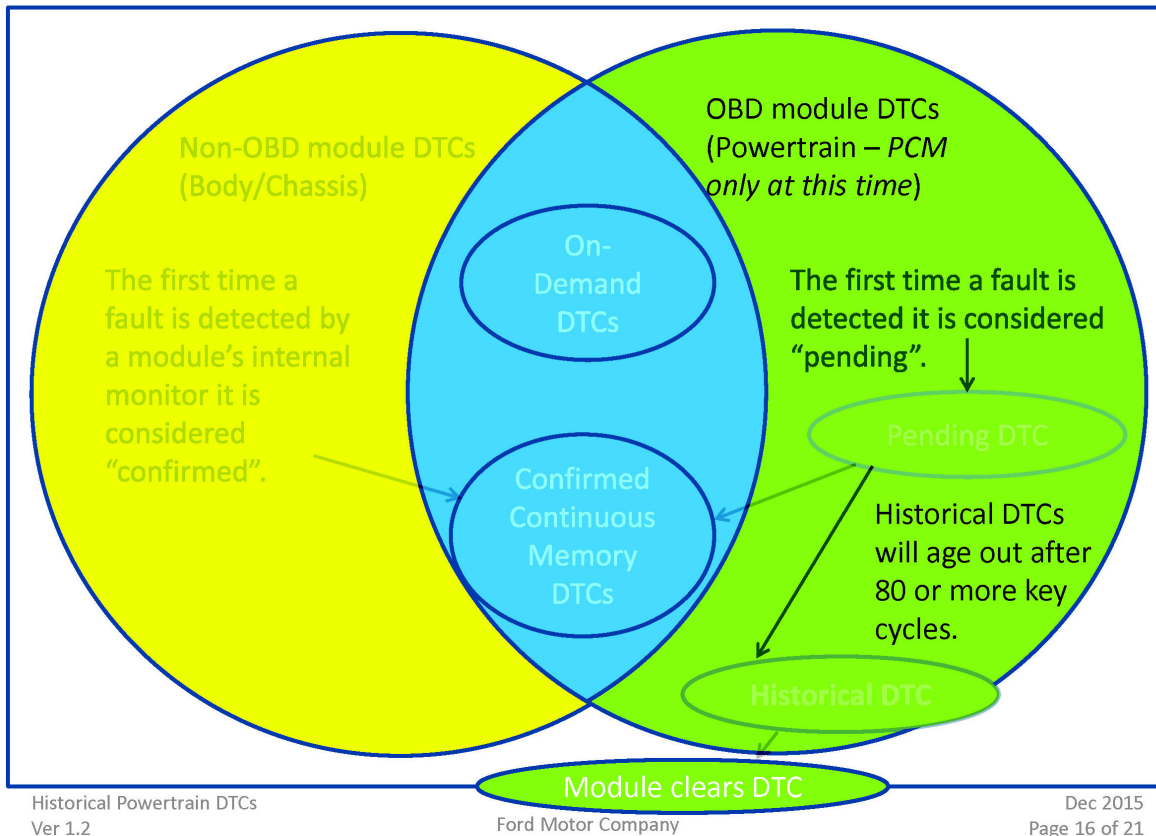 Non-OBD module DTCs
(Body/Chassis)
The first time a
fault is detected by
a module's internal
monitor it is
considered
“confirmed”.
On-
Demand
DTCs
Confirmed
Continuous
Memory
DTCs
OBD module DTCs
(Powertrain – PCM
only at this time)
The first time a fault is
detected it is considered
“pending”.
Pending DTC
Historical DTCs
will age out after
80 or more key
cycles.
Historical DTC
Module clears DTC
Historical Powertrain DTCs
Ver 1.2
Ford Motor Company
Dec 2015
Page 16 of 21